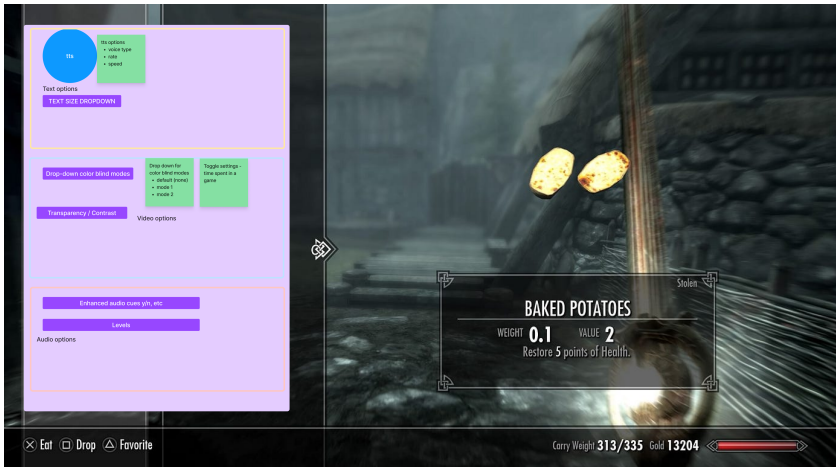 tts
tts options
voice type
rate
speed
Text options
TEXT SIZE DROPDOWN
Drop-down color blind modes
Drop down for
color blind modes
default (none)
mode 1
mode 2
Toggle settings -
time spent in a
game
Transparency / Contrast
Video options
Enhanced audio cues y/n, etc
Levels
Audio options
Stolen
BAKED POTATOES
WEIGHT 0.1 VALUE 2
Restore 5 points of Health.
Eat Drop Favorite
Carry Weight 313/335 Gold 13204